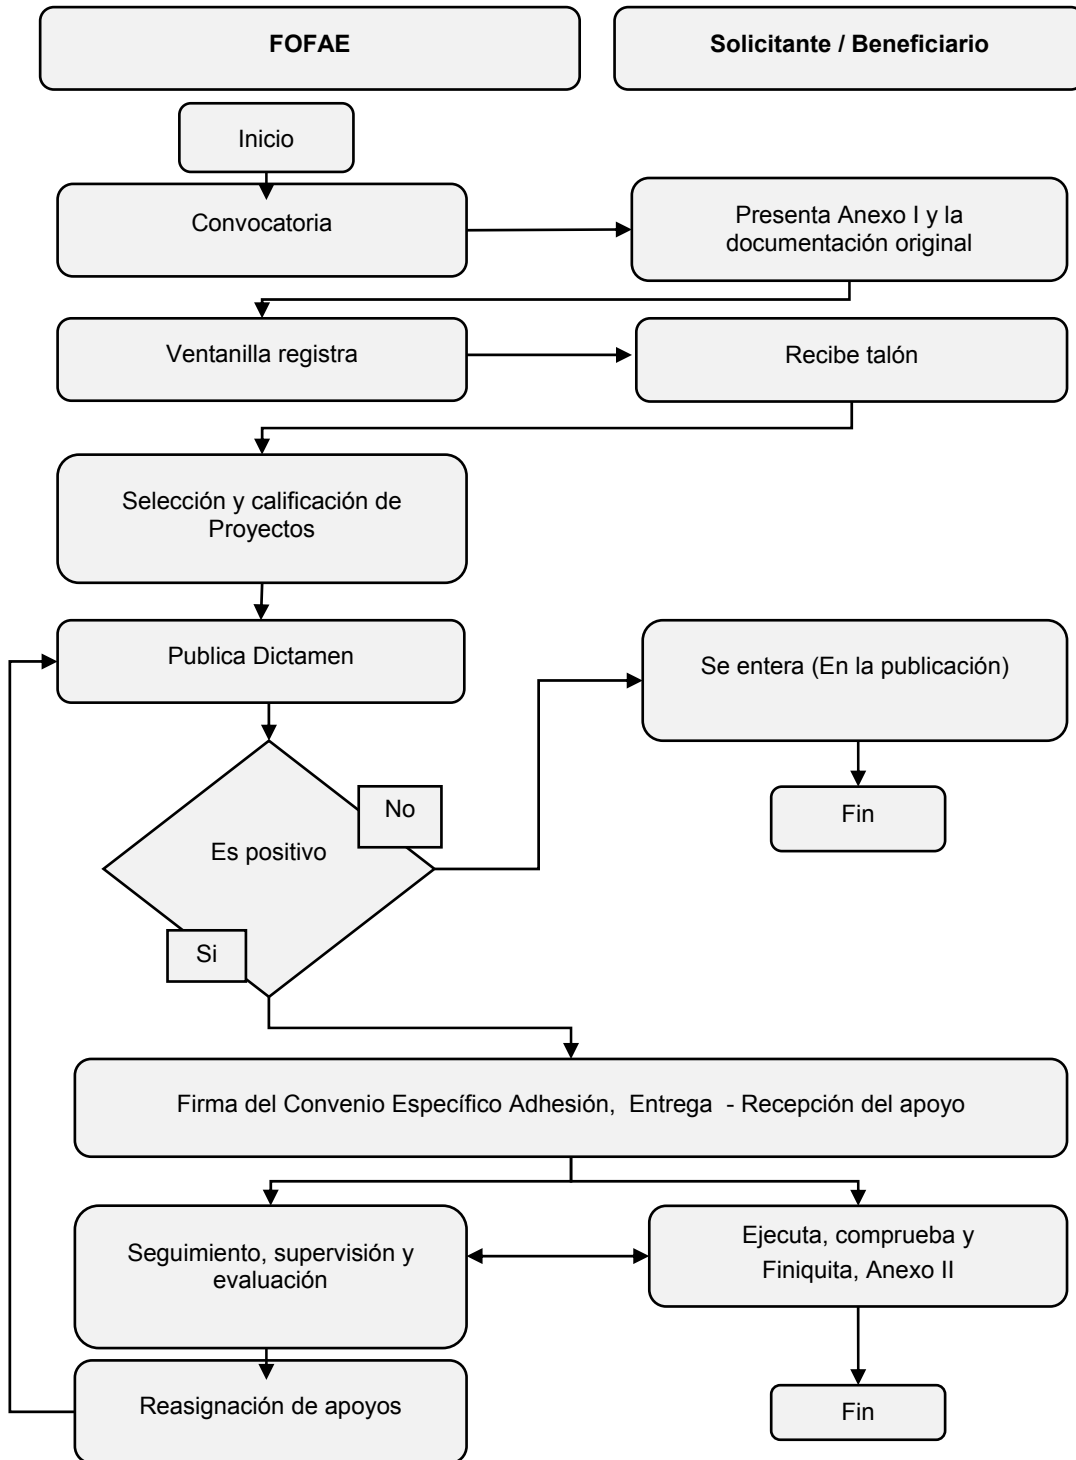 FOFAE
Solicitante / Beneficiario
Inicio
Convocatoria
Presenta Anexo I y la
documentación original
Ventanilla registra
Recibe talón
Selección y calificación de
Proyectos
Publica Dictamen
Se entera (En la publicación)
No
Fin
Es positivo
Si
Firma del Convenio Específico Adhesión, Entrega - Recepción del apoyo
Seguimiento, supervisión y
evaluación
Ejecuta, comprueba y
Finiquita, Anexo II
Reasignación de apoyos
Fin